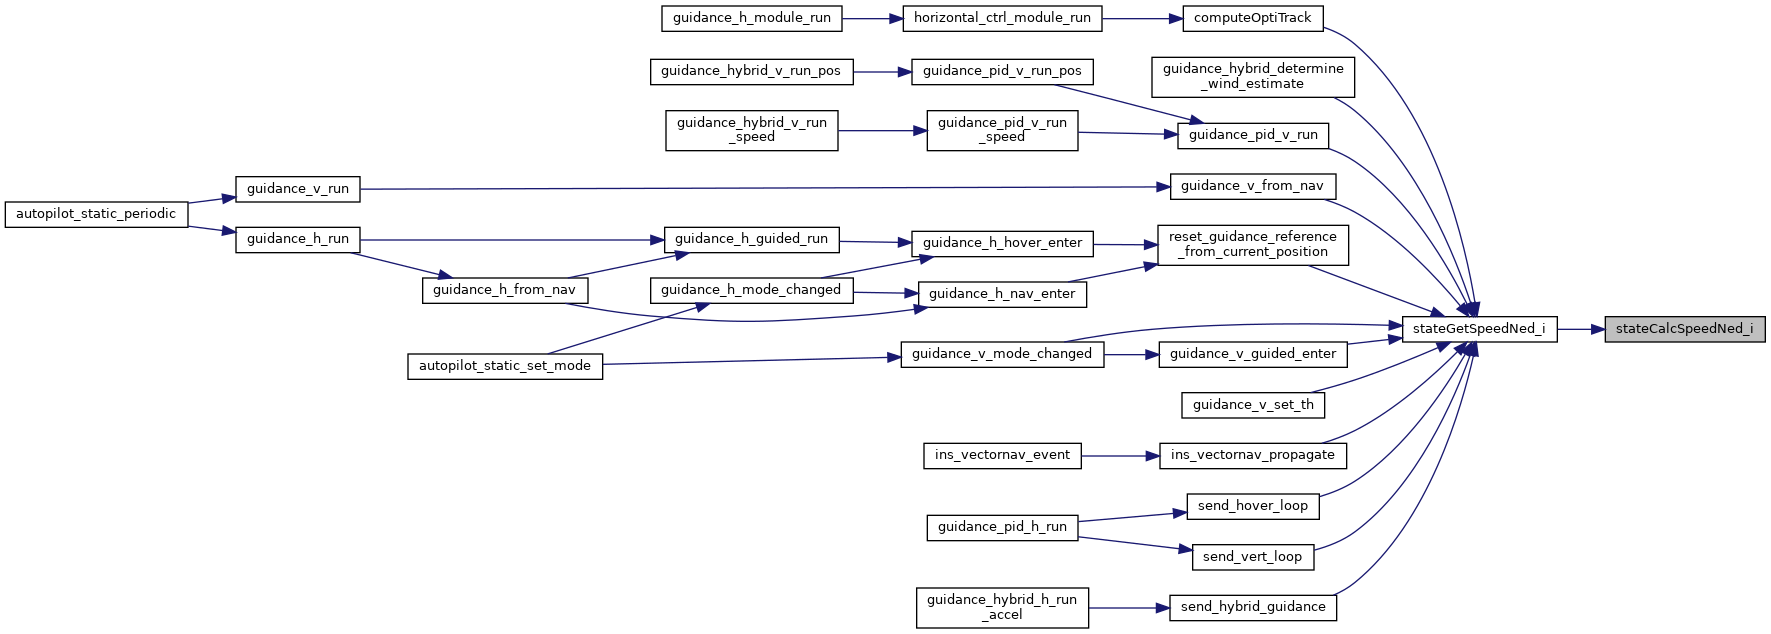 guidance_h_module_run
horizontal_ctrl_module_run
computeOptiTrack
guidance_hybrid_v_run_pos
guidance_pid_v_run_pos
guidance_hybrid_determine
_wind_estimate
guidance_hybrid_v_run
_speed
guidance_pid_v_run
_speed
guidance_pid_v_run
guidance_v_run
guidance_v_from_nav
autopilot_static_periodic
guidance_h_run
guidance_h_guided_run
guidance_h_hover_enter
reset_guidance_reference
_from_current_position
guidance_h_from_nav
guidance_h_mode_changed
guidance_h_nav_enter
stateGetSpeedNed_i
stateCalcSpeedNed_i
autopilot_static_set_mode
guidance_v_mode_changed
guidance_v_guided_enter
guidance_v_set_th
ins_vectornav_event
ins_vectornav_propagate
send_hover_loop
guidance_pid_h_run
send_vert_loop
guidance_hybrid_h_run
_accel
send_hybrid_guidance